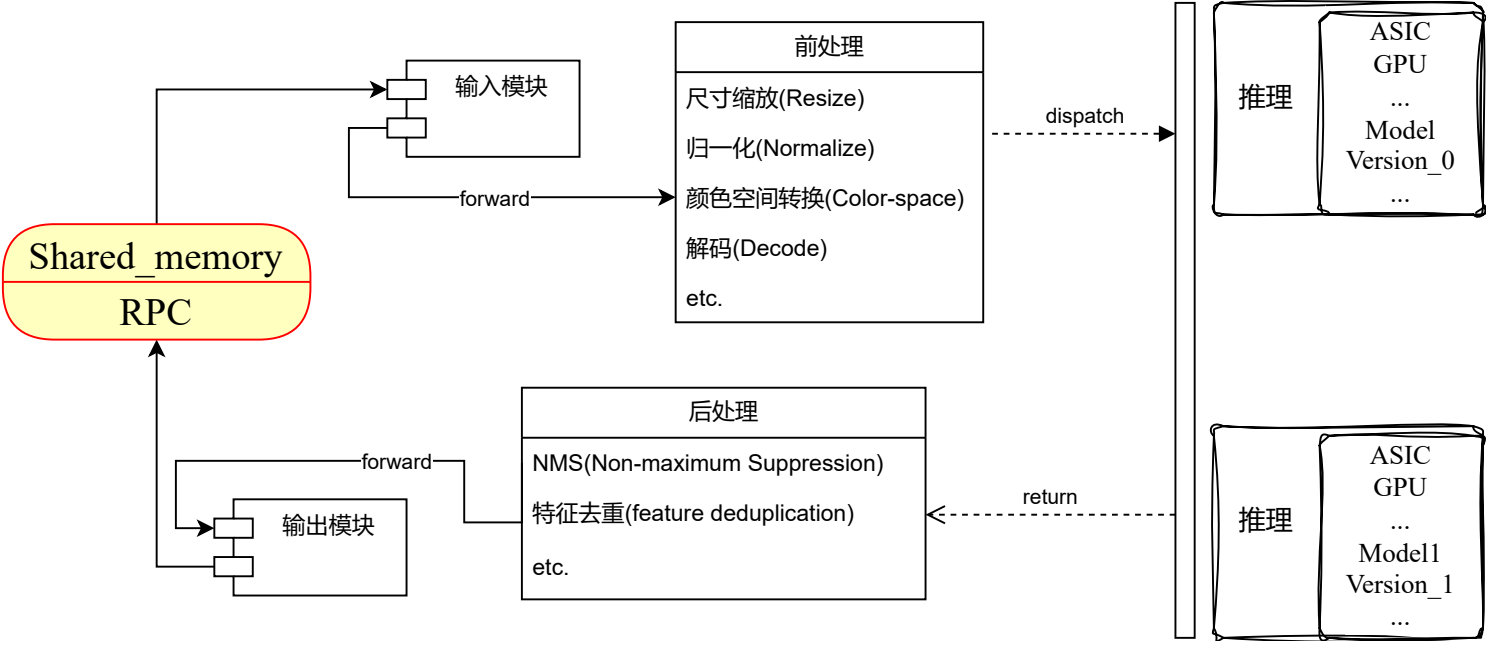 输入模块
前处理
尺寸缩放(Resize)
归一化(Normalize)
颜色空间转换(Color-space)
解码(Decode)
etc.
forward
dispatch
推理
ASIC
GPU
...
Model
Version_0
...
Shared_memory
RPC
后处理
NMS(Non-maximum Suppression)
特征去重(feature deduplication)
etc.
forward
输出模块
return
推理
ASIC
GPU
...
Model1
Version_1
...